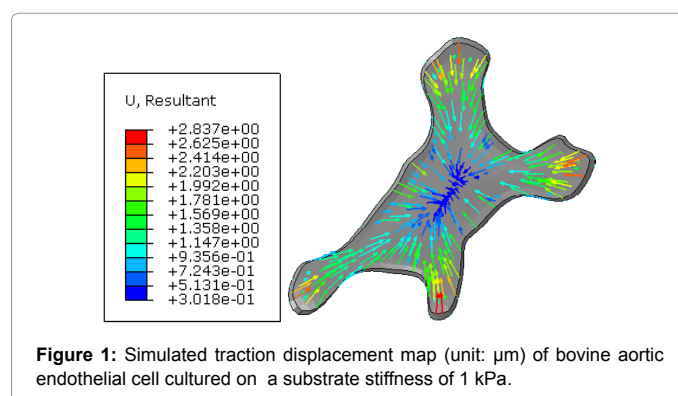 U, Resultant
+2.837e+00
+2.625e+00
+2.414e+00
+2.203e+00
+1.992e+00
+1.781e+00
+1.569e+00
+1.358e+00
+1.147e+00
+9.356e-01
+7.243e-01
+5.131e-01
+3.018e-01
Figure 1: Simulated traction displacement map (unit: µm) of bovine aortic
endothelial cell cultured on a substrate stiffness of 1 kPa.